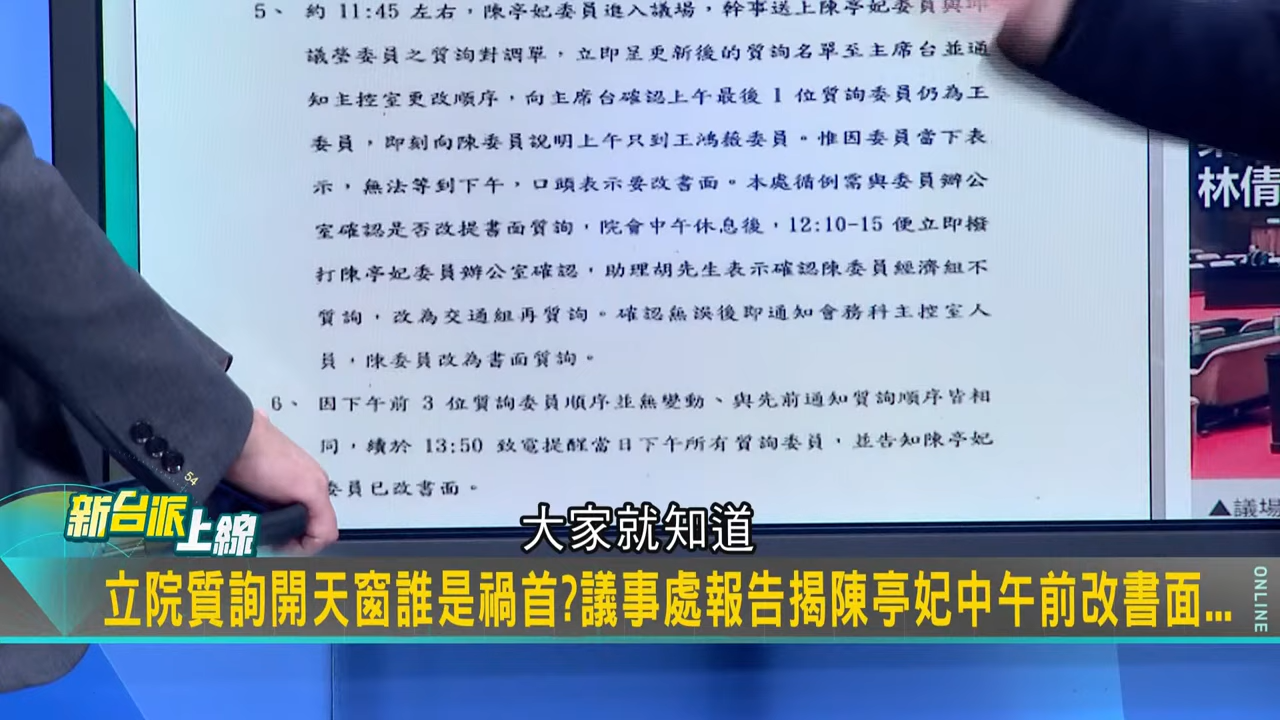 5、 約 11:45 左右，陳亭妃委員進入議場，幹事送上陳亭妃委員與邱
議瑩委員之質詢對調單，立即呈更新後的質詢名單至主席台並通
知主控室更改順序，向主席台確認上午最後 1 位質詢委員仍為王
委員，即刻向陳委員說明上午只到王鴻薇委員。惟因委員當下表
示，無法等到下午，口頭表示要改書面。本處循例需與委員辦公
室確認是否改提書面質詢，院會中午休息後，12:10-15 便立即撥
打陳亭妃委員辦公室確認，助理胡先生表示確認陳委員經濟組不
質詢，改為交通組再質詢。確認無誤後即通知會務科主控室人
員，陳委員改為書面質詢。
6、 因下午前 3 位質詢委員順序並無變動、與先前通知質詢順序皆相
同，續於 13:50 致電提醒當日下午所有質詢委員，並告知陳亭妃
委員已改書面。
林倩
▲議場
54
新台派
上線
大家就知道
立院質詢開天窗誰是禍首?議事處報告揭陳亭妃中午前改書面...
ONLINE